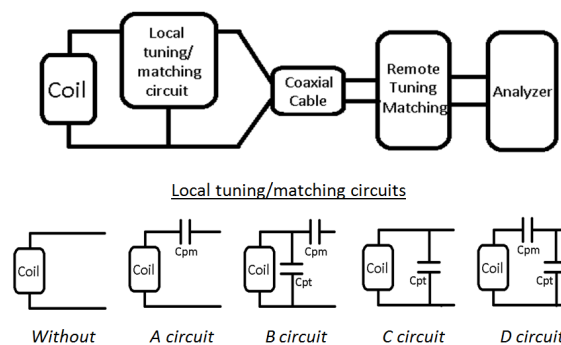 Local
tuning/
matching
circuit
Coil
Coaxial
Cable
Remote
Tuning
Matching
Analyzer
Local tuning/matching circuits
Coil
Coil
Cpm
Coil
Cpm
Cpt
Coil
Cpt
Coil
Cpm
Cpt
Without
A circuit
B circuit
C circuit
D circuit